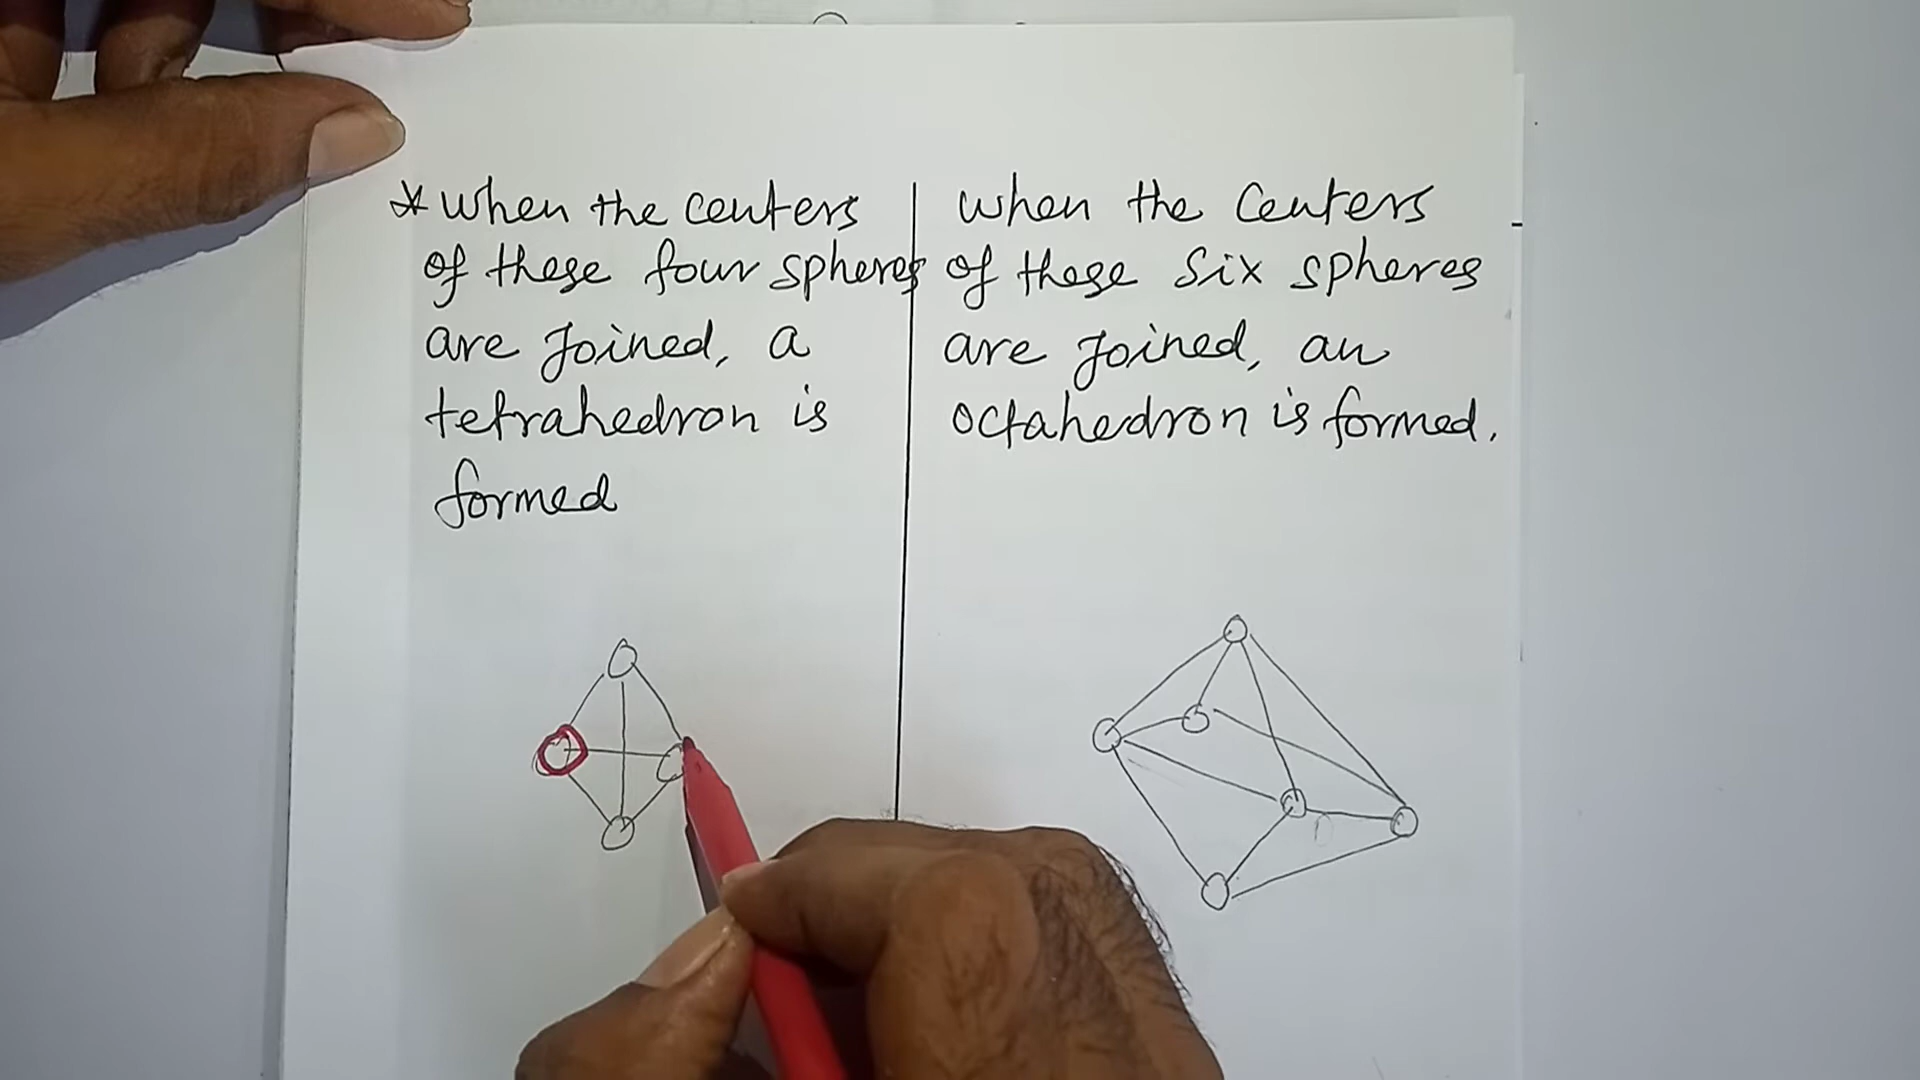 * When the centers
of these four spheres
are joined, a
tetrahedron is
formed
When the Centers
of these Six spheres
are joined, an
octahedron is formed.